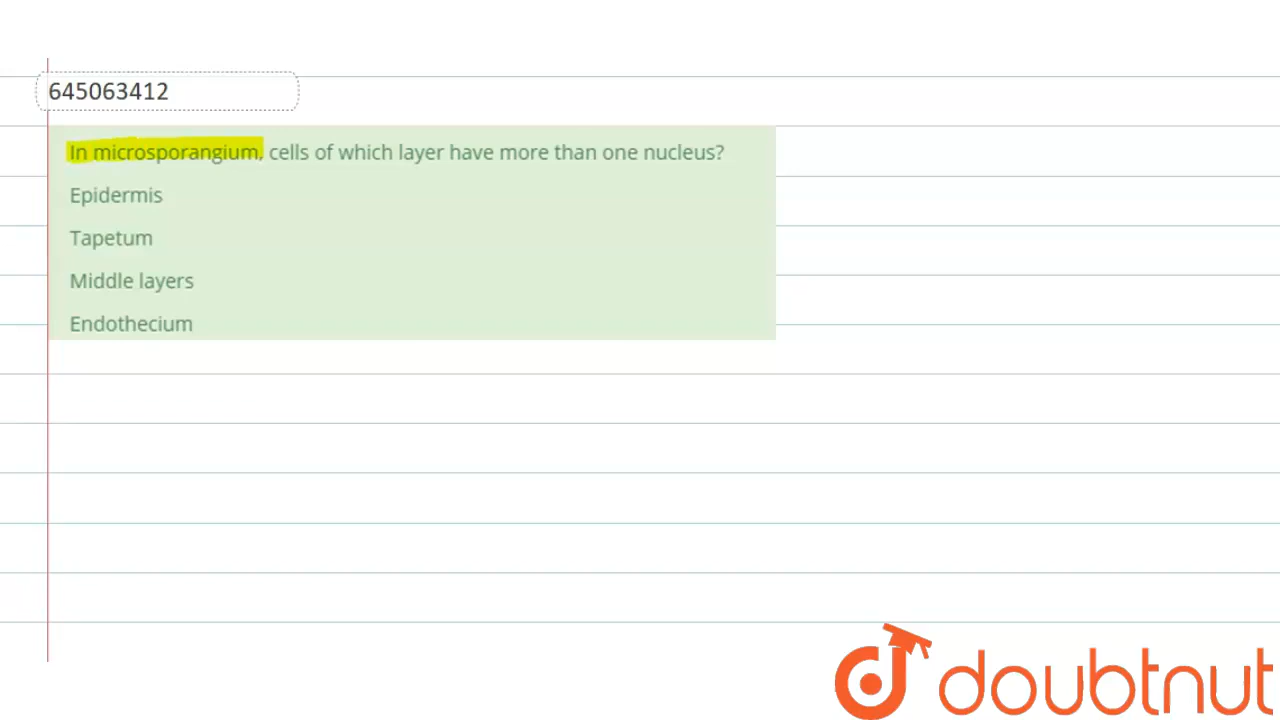 645063412
In microsporangium, cells of which layer have more than one nucleus?
Epidermis
Tapetum
Middle layers
Endothecium
doubtnut